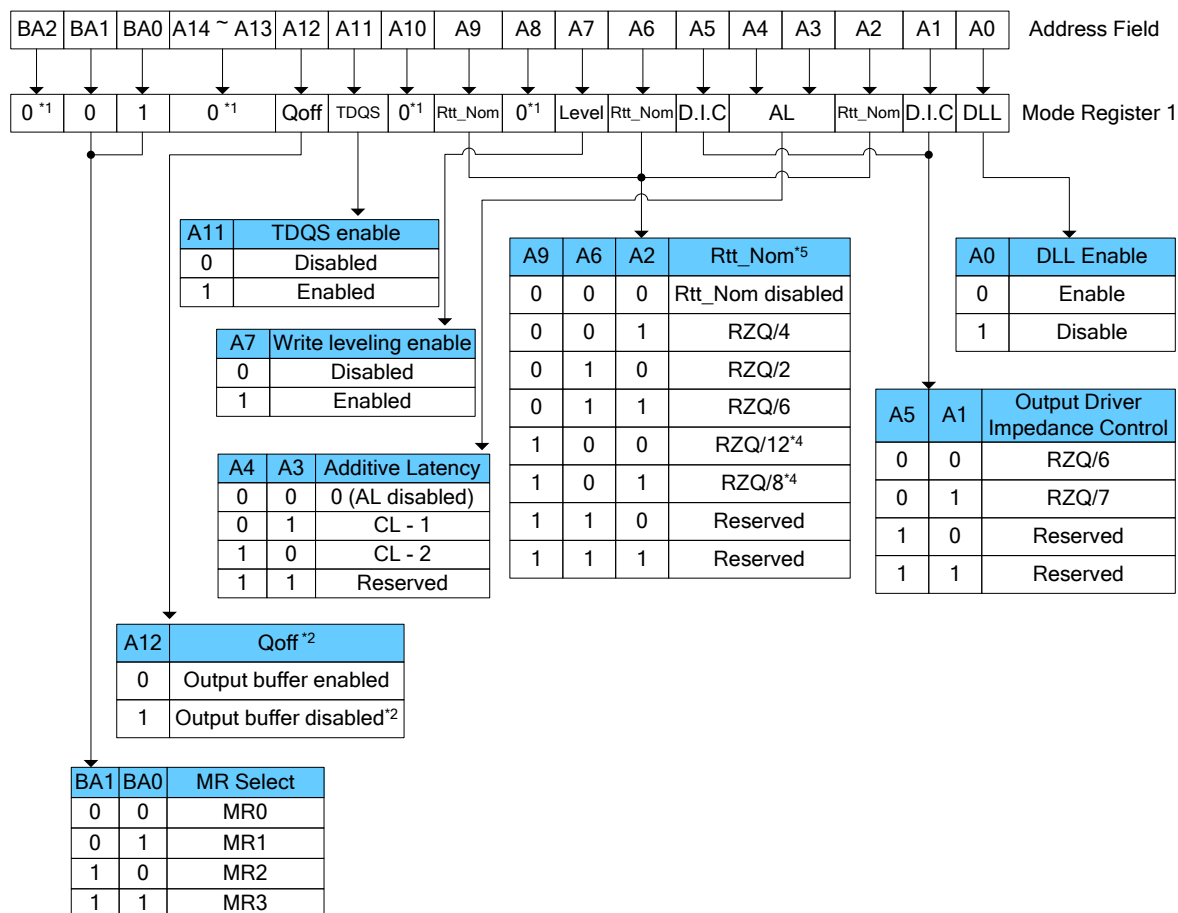 BA2 BA1 BA0 A14 ~ A13 A12 A11 A10 A9 A8 A7 A6 A5 A4 A3 A2 A1 A0 Address Field
0*1 0 1 0*1 Qoff TDQS 0*1 Rtt_Nom 0*1 Level Rtt_Nom D.I.C AL Rtt_Nom D.I.C DLL Mode Register 1
A11 TDQS enable
0 Disabled
1 Enabled
A7 Write leveling enable
0 Disabled
1 Enabled
A4 A3 Additive Latency
0 0 0 (AL disabled)
0 1 CL - 1
1 0 CL - 2
1 1 Reserved
A9 A6 A2 Rtt_Nom*5
0 0 0 Rtt_Nom disabled
0 0 1 RZQ/4
0 1 0 RZQ/2
0 1 1 RZQ/6
1 0 0 RZQ/12*4
1 0 1 RZQ/8*4
1 1 0 Reserved
1 1 1 Reserved
A0 DLL Enable
0 Enable
1 Disable
A5 A1 Output Driver
Impedance Control
0 0 RZQ/6
0 1 RZQ/7
1 0 Reserved
1 1 Reserved
A12 Qoff*2
0 Output buffer enabled
1 Output buffer disabled*2
BA1 BA0 MR Select
0 0 MR0
0 1 MR1
1 0 MR2
1 1 MR3